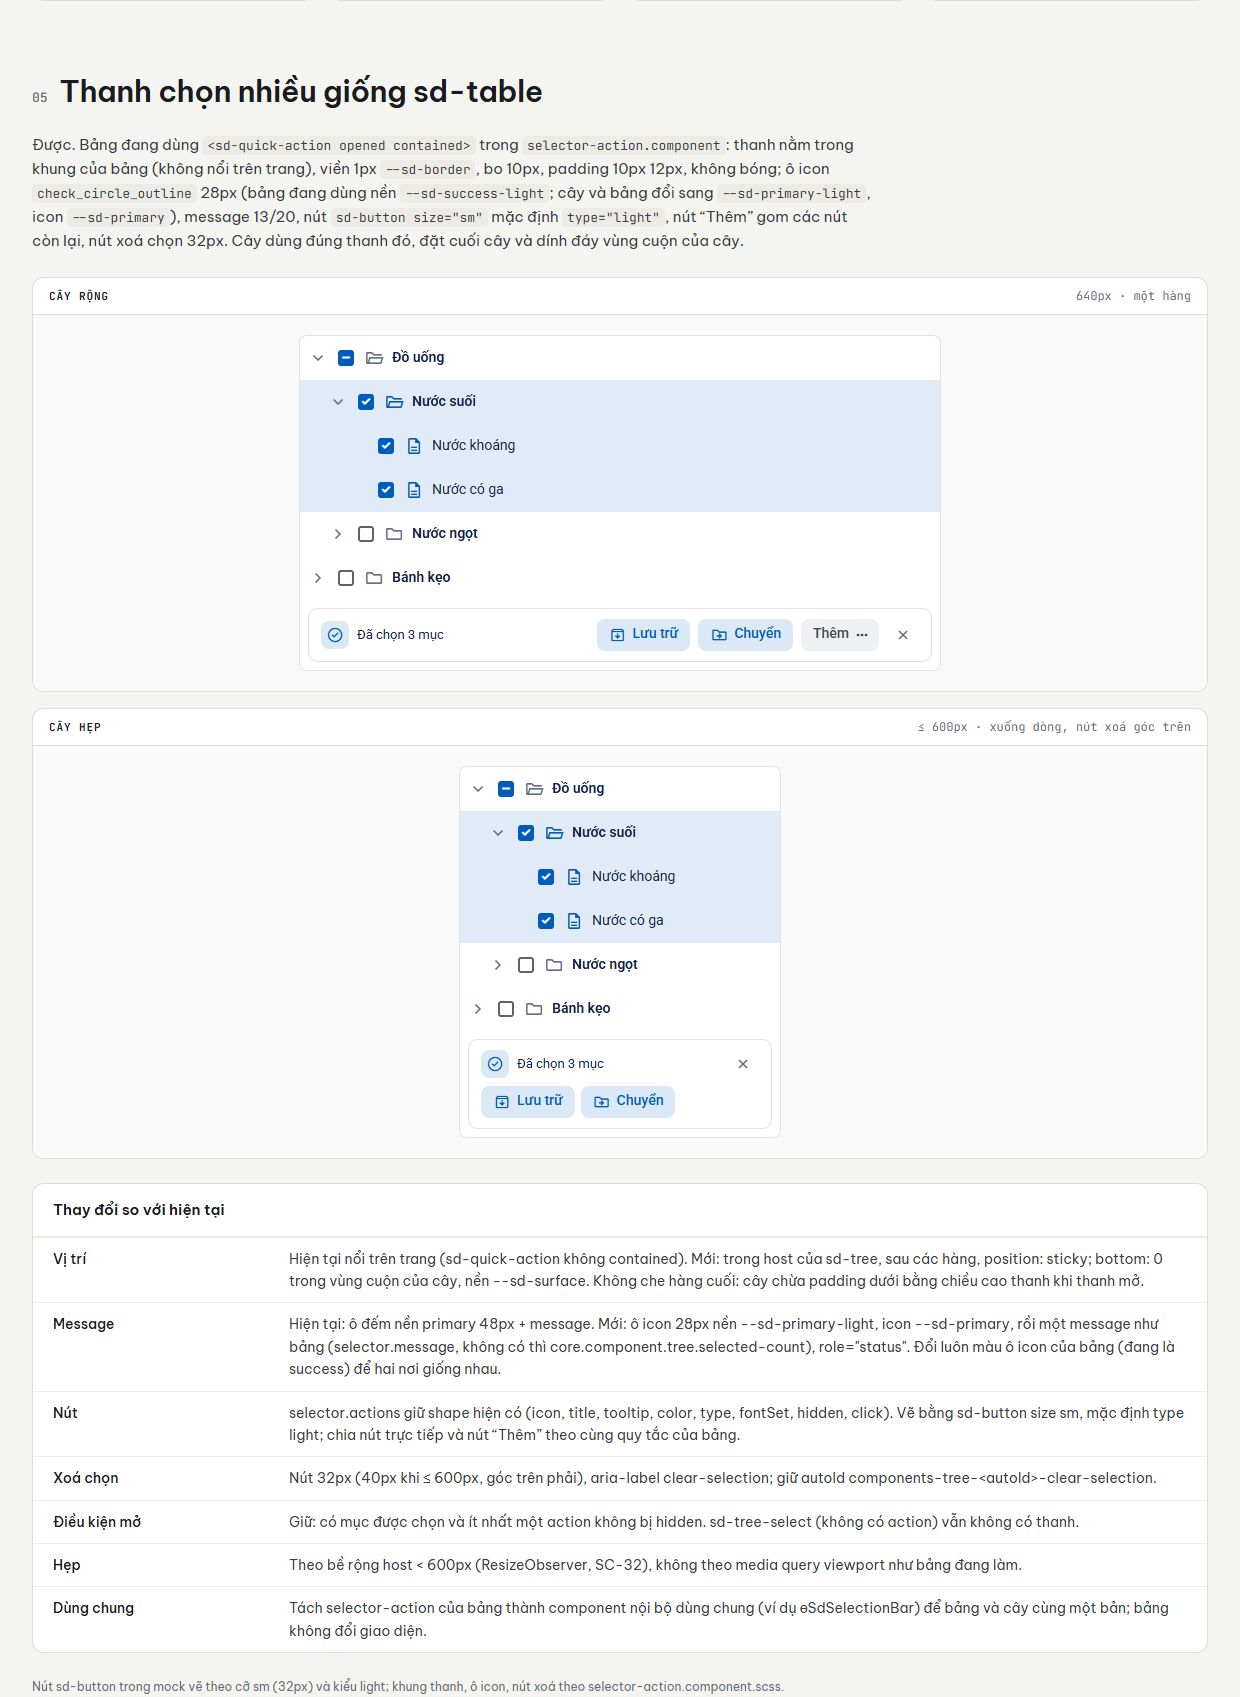 05 Thanh chọn nhiều giống sd-table
Được. Bảng đang dùng <sd-quick-action opened contained> trong selector-action.component: thanh nằm trong
khung của bảng (không nổi trên trang), viền 1px --sd-border, bo 10px, padding 10px 12px, không bóng; ô icon
check_circle_outline 28px (bảng đang dùng nền --sd-success-light; cây và bảng đổi sang --sd-primary-light,
icon --sd-primary), message 13/20, nút sd-button size="sm" mặc định type="light", nút “Thêm” gom các nút
còn lại, nút xoá chọn 32px. Cây dùng đúng thanh đó, đặt cuối cây và dính đáy vùng cuộn của cây.
CÂY RỘNG
640px · một hàng
Đồ uống
Nước suối
Nước khoáng
Nước có ga
Nước ngọt
Bánh kẹo
Đã chọn 3 mục Lưu trữ Chuyển Thêm
CÂY HẸP
≤ 600px · xuống dòng, nút xoá góc trên
Đồ uống
Nước suối
Nước khoáng
Nước có ga
Nước ngọt
Bánh kẹo
Đã chọn 3 mục
Lưu trữ Chuyển
Thay đổi so với hiện tại
Vị trí
Hiện tại nổi trên trang (sd-quick-action không contained). Mới: trong host của sd-tree, sau các hàng, position: sticky; bottom: 0
trong vùng cuộn của cây, nền --sd-surface. Không che hàng cuối: cây chừa padding dưới bằng chiều cao thanh khi thanh mở.
Message
Hiện tại: ô đếm nền primary 48px + message. Mới: ô icon 28px nền --sd-primary-light, icon --sd-primary, rồi một message như
bảng (selector.message, không có thì core.component.tree.selected-count), role="status". Đổi luôn màu ô icon của bảng (đang là
success) để hai nơi giống nhau.
Nút
selector.actions giữ shape hiện có (icon, title, tooltip, color, type, fontSet, hidden, click). Vẽ bằng sd-button size sm, mặc định type
light; chia nút trực tiếp và nút “Thêm” theo cùng quy tắc của bảng.
Xoá chọn
Nút 32px (40px khi ≤ 600px, góc trên phải), aria-label clear-selection; giữ autoId components-tree-<autoId>-clear-selection.
Điều kiện mở
Giữ: có mục được chọn và ít nhất một action không bị hidden. sd-tree-select (không có action) vẫn không có thanh.
Hẹp
Theo bề rộng host < 600px (ResizeObserver, SC-32), không theo media query viewport như bảng đang làm.
Dùng chung
Tách selector-action của bảng thành component nội bộ dùng chung (ví dụ ɵSdSelectionBar) để bảng và cây cùng một bản; bảng
không đổi giao diện.
Nút sd-button trong mock vẽ theo cỡ sm (32px) và kiểu light; khung thanh, ô icon, nút xoá theo selector-action.component.scss.